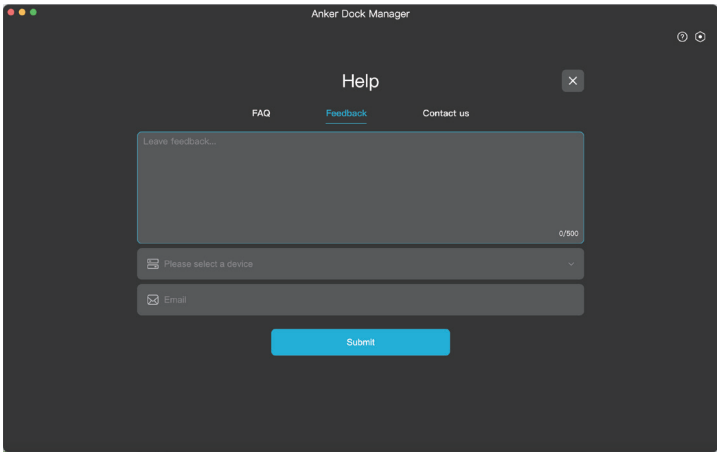 Anker Dock Manager
Help
FAQ Feedback Contact us
Leave feedback...
0/500
Please select a device
Email
Submit